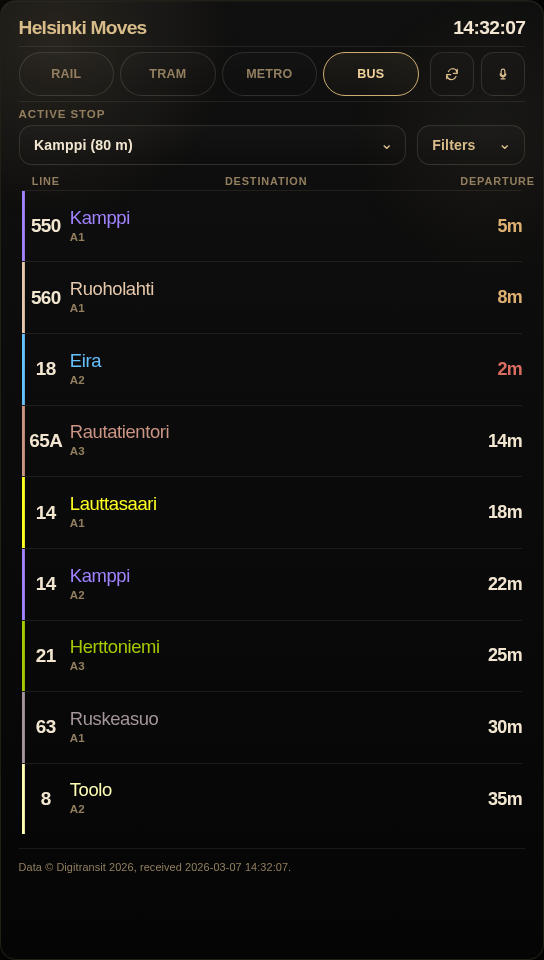 Helsinki Moves 14:32:07
RAIL TRAM METRO BUS
ACTIVE STOP
Kamppi (80 m) Filters
LINE DESTINATION DEPARTURE
550 Kamppi 5m
A1
560 Ruoholahti 8m
A1
18 Eira 2m
A2
65A Rautatientori 14m
A3
14 Lauttasaari 18m
A1
14 Kamppi 22m
A2
21 Herttoniemi 25m
A3
63 Ruskeasuo 30m
A1
8 Toolo 35m
A2
Data © Digitransit 2026, received 2026-03-07 14:32:07.